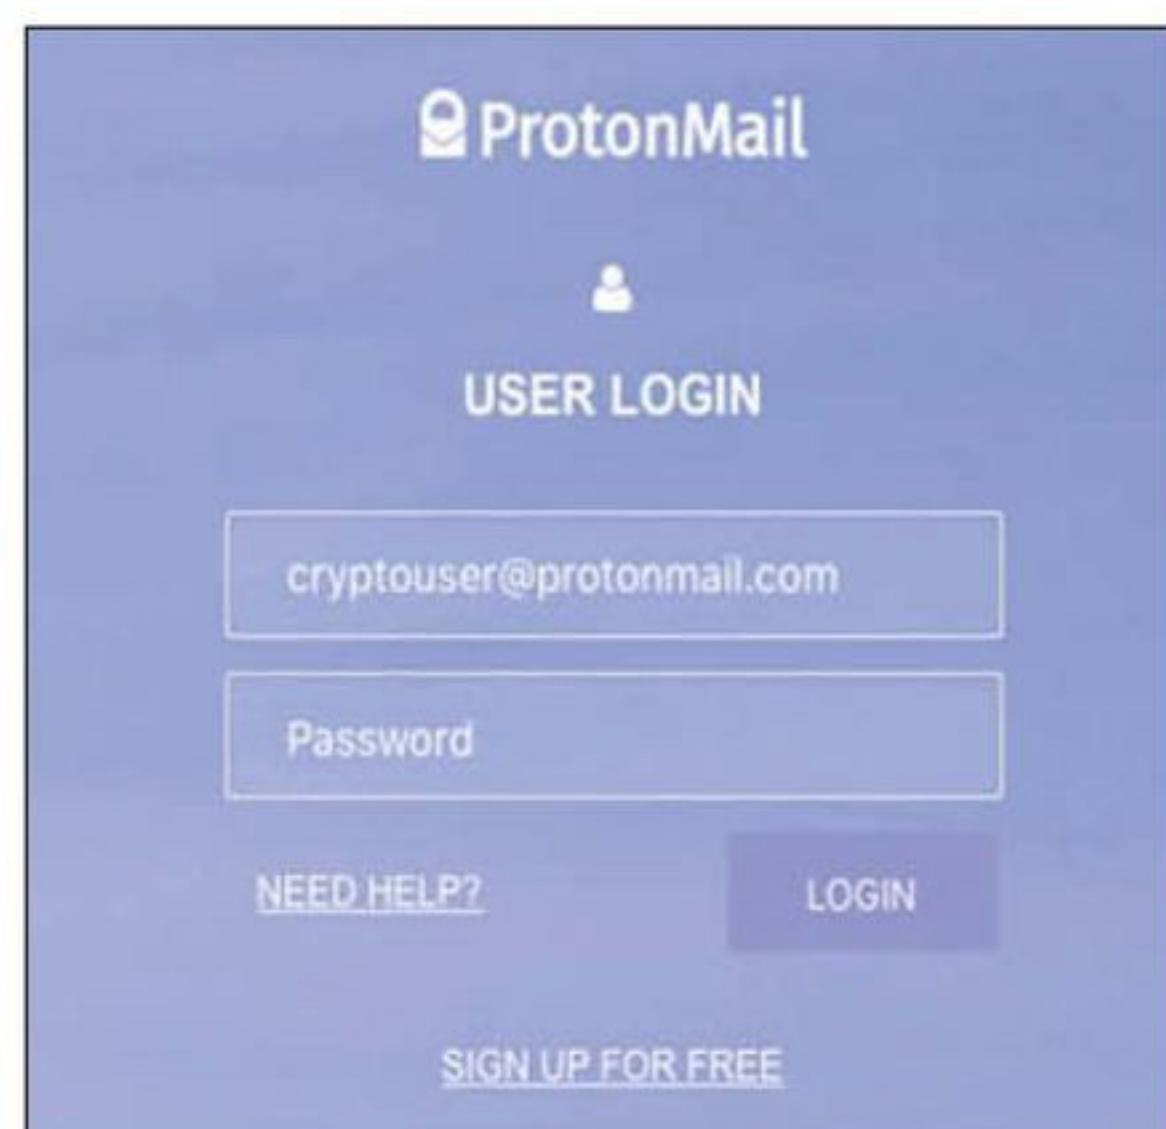 ProtonMail
USER LOGIN
cryptouser@protonmail.com
Password
NEED HELP?
LOGIN
SIGN UP FOR FREE